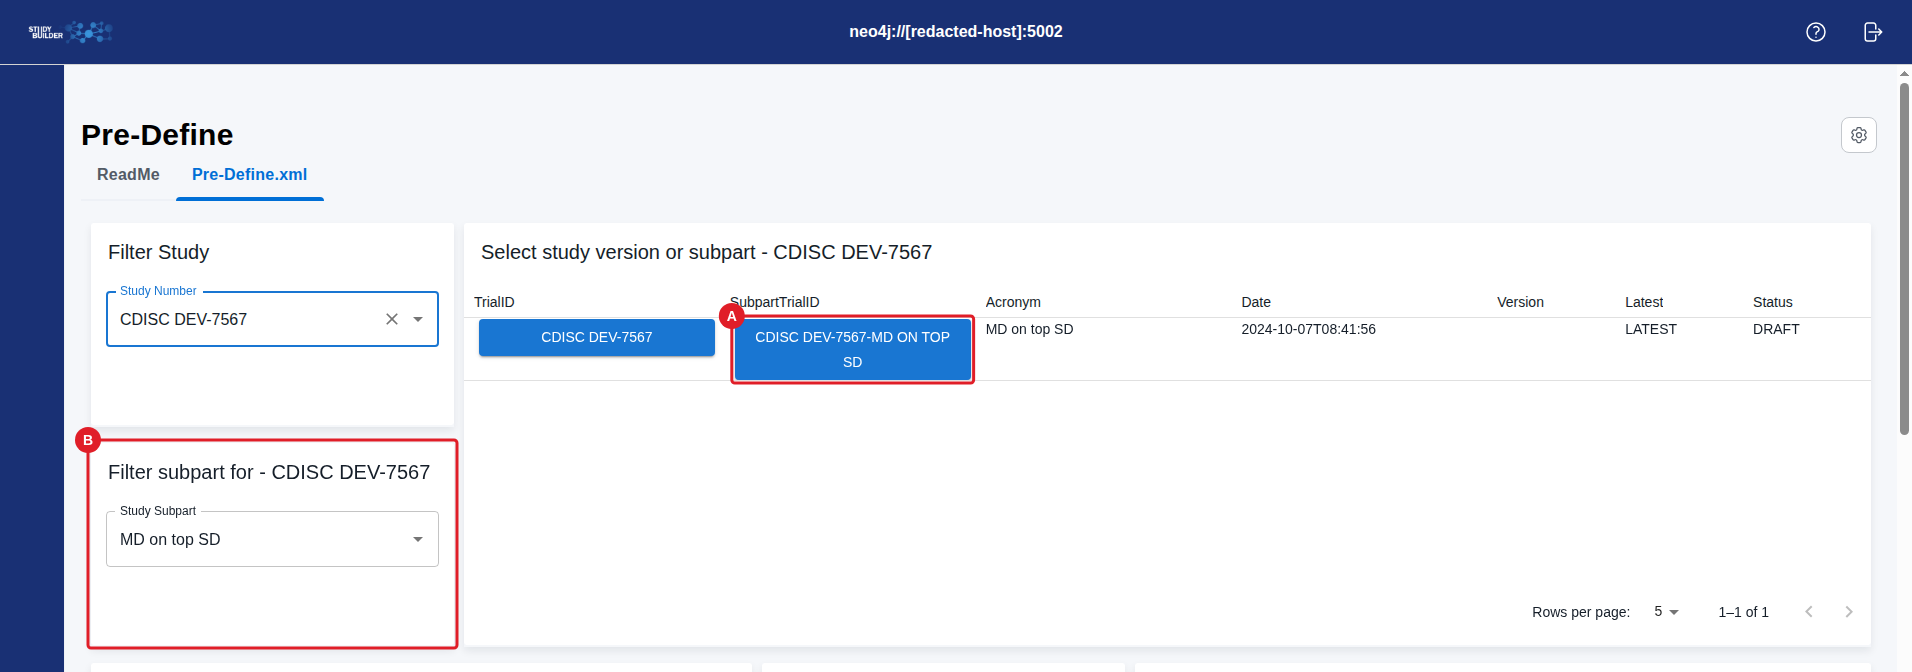 STUDY
BUILDER
neo4j://[redacted-host]:5002
Pre-Define
ReadMe
Pre-Define.xml
Filter Study
Study Number
CDISC DEV-7567
Select study version or subpart - CDISC DEV-7567
TrialID SubpartTrialID Acronym Date Version Latest Status
A
CDISC DEV-7567
CDISC DEV-7567-MD ON TOP
SD
MD on top SD 2024-10-07T08:41:56 LATEST DRAFT
B
Filter subpart for - CDISC DEV-7567
Study Subpart
MD on top SD
Rows per page: 5 1–1 of 1